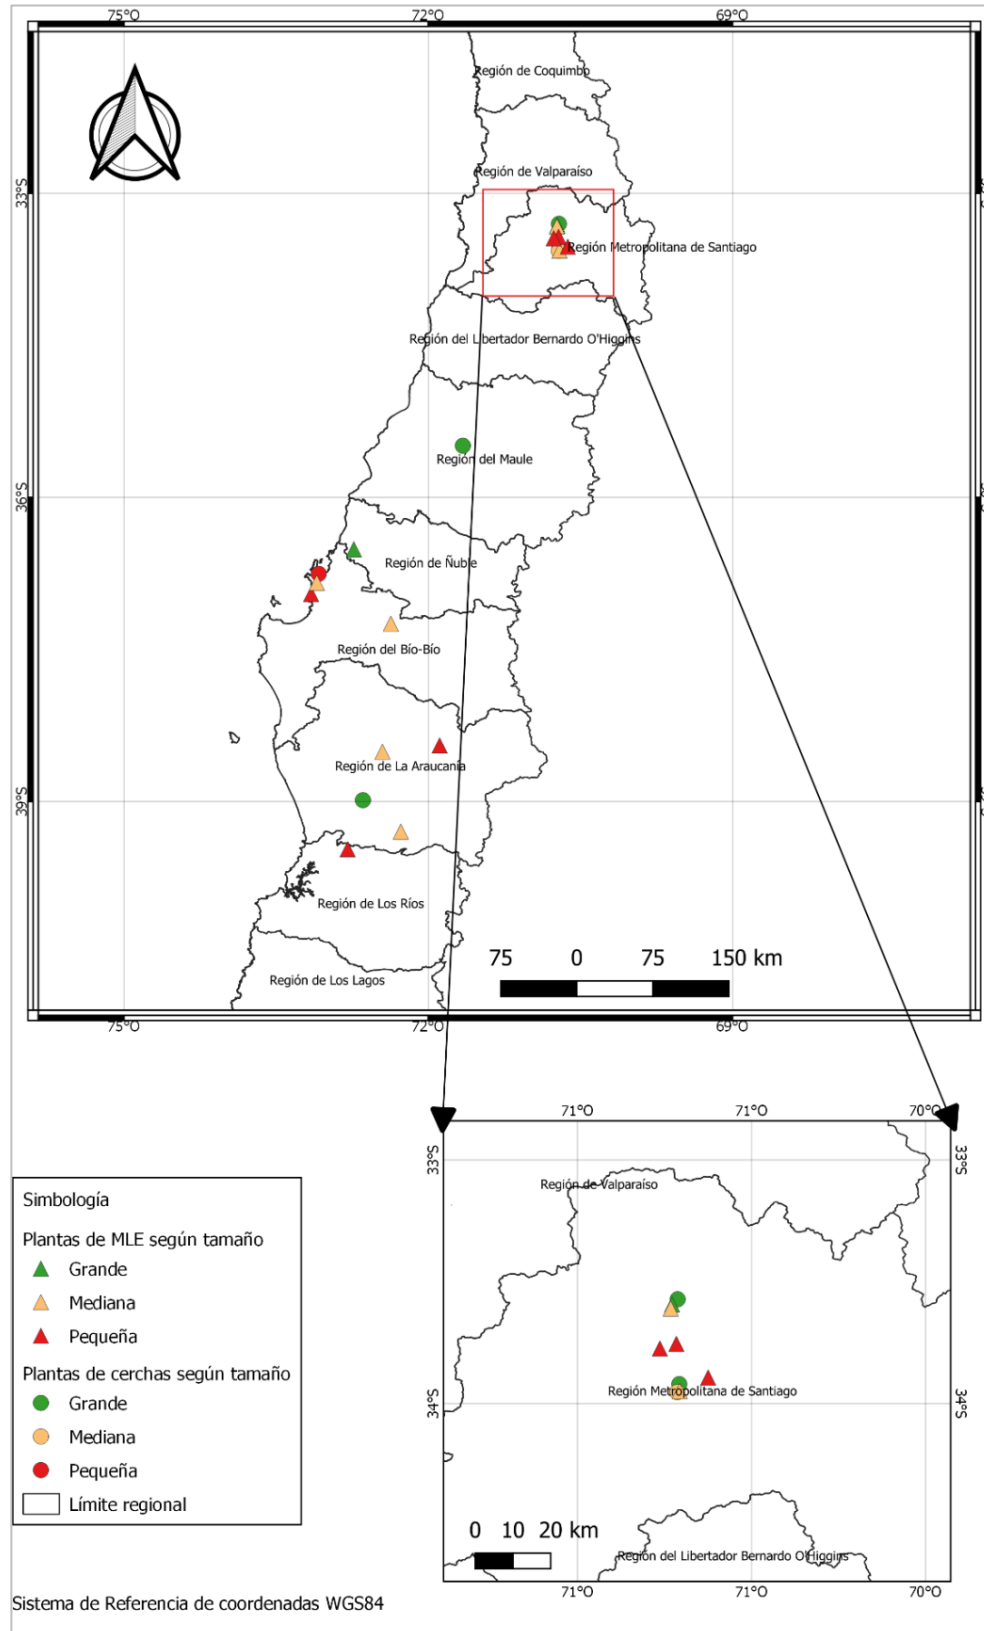 75°O 72°O 69°O
Región de Coquimbo
Región de Valparaíso
33°S
Región Metropolitana de Santiago
Región del Libertador Bernardo O'Higgins
Región del Maule
36°S
Región de Ñuble
Región del Bío-Bío
Región de La Araucanía
39°S
Región de Los Ríos
75 0 75 150 km
Región de Los Lagos
75°O 72°O 69°O
71°O 71°O 70°O
33°S 33°S
Región de Valparaíso
Región Metropolitana de Santiago
34°S 34°S
0 10 20 km
Región del Libertador Bernardo O'Higgins
71°O 71°O 70°O
Simbología
Plantas de MLE según tamaño
Grande
Mediana
Pequeña
Plantas de cerchas según tamaño
Grande
Mediana
Pequeña
Límite regional
Sistema de Referencia de coordenadas WGS84